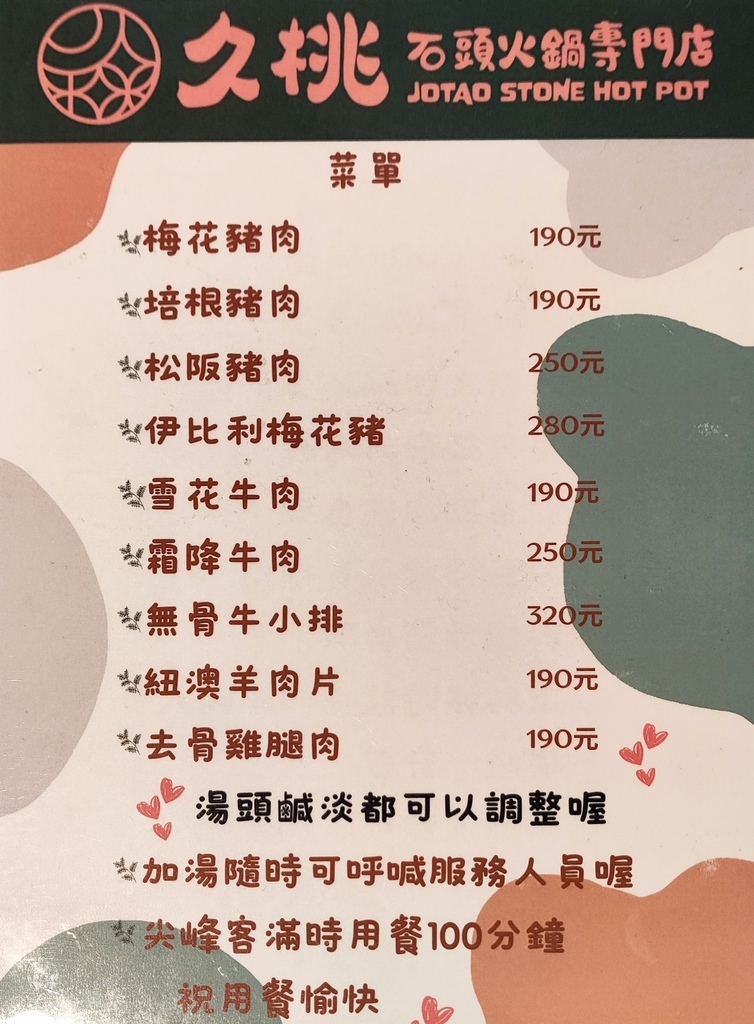 久桃 石頭火鍋專門店
JOTAO STONE HOT POT
菜單
梅花豬肉 190元
培根豬肉 190元
松阪豬肉 250元
伊比利梅花豬 280元
雪花牛肉 190元
霜降牛肉 250元
無骨牛小排 320元
紐澳羊肉片 190元
去骨雞腿肉 190元
湯頭鹹淡都可以調整喔
加湯隨時可呼喊服務人員喔
尖峰客滿時用餐100分鐘
祝用餐愉快